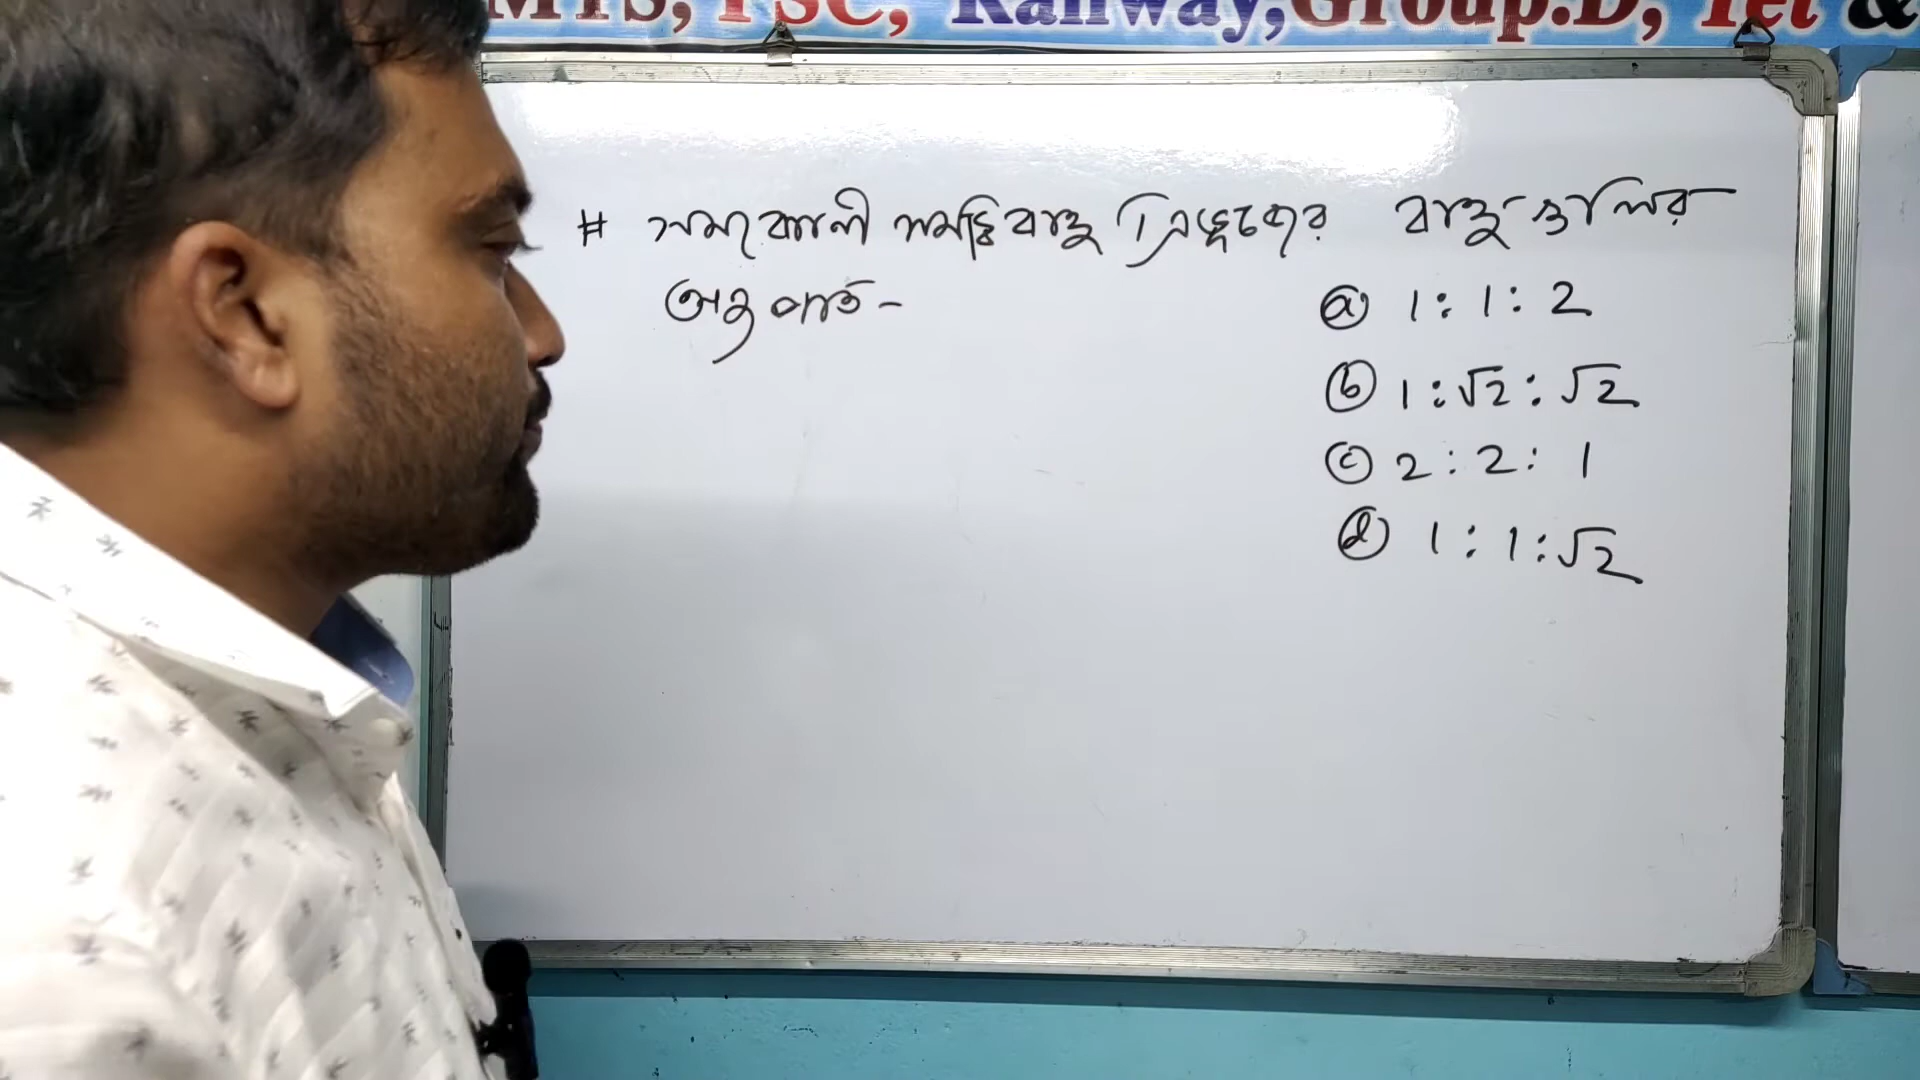 MTS, PSC, Railway, Group.D, Tet &
# সমকোণী সমদ্বিবাহু ত্রিভুজের বাহুগুলির
অনুপাত-
ⓐ 1 : 1 : 2
ⓑ 1 : √2 : √2
ⓒ 2 : 2 : 1
ⓓ 1 : 1 : √2